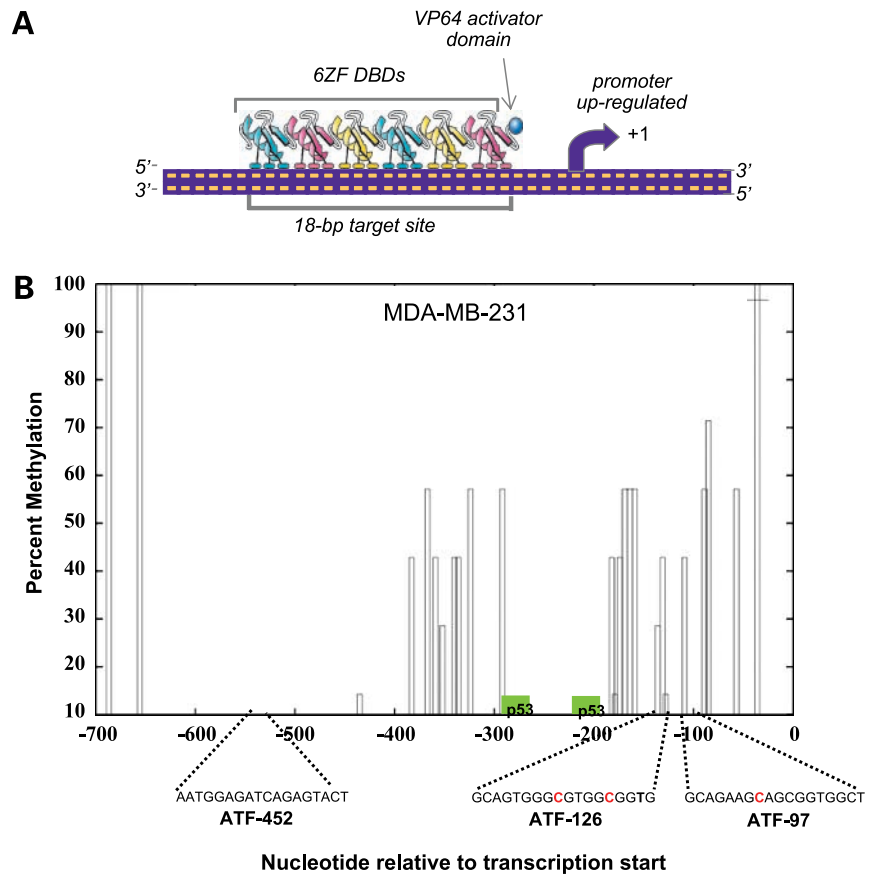 A
VP64 activator
domain
6ZF DBDs
promoter
up-regulated
+1
5'-
-3'
3'-
5'
18-bp target site
B
MDA-MB-231
Percent Methylation
100
90
80
70
60
50
40
30
20
10
p53
p53
-700
-600
-500
-400
-300
-200
-100
0
AATGGAGATCAGAGTACT
GCAGTGGGCGTGGCGGTG
GCAGAAGCAGCGGTGGCT
ATF-452
ATF-126
ATF-97
Nucleotide relative to transcription start